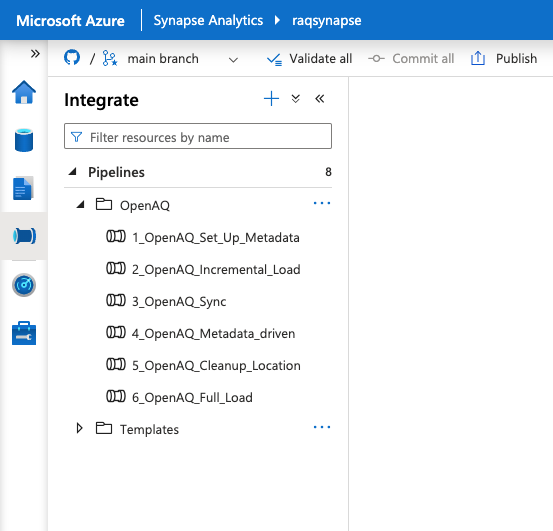 Microsoft Azure Synapse Analytics raqsynapse
/ main branch Validate all Commit all Publish
Integrate
Filter resources by name
Pipelines 8
OpenAQ
1_OpenAQ_Set_Up_Metadata
2_OpenAQ_Incremental_Load
3_OpenAQ_Sync
4_OpenAQ_Metadata_driven
5_OpenAQ_Cleanup_Location
6_OpenAQ_Full_Load
Templates